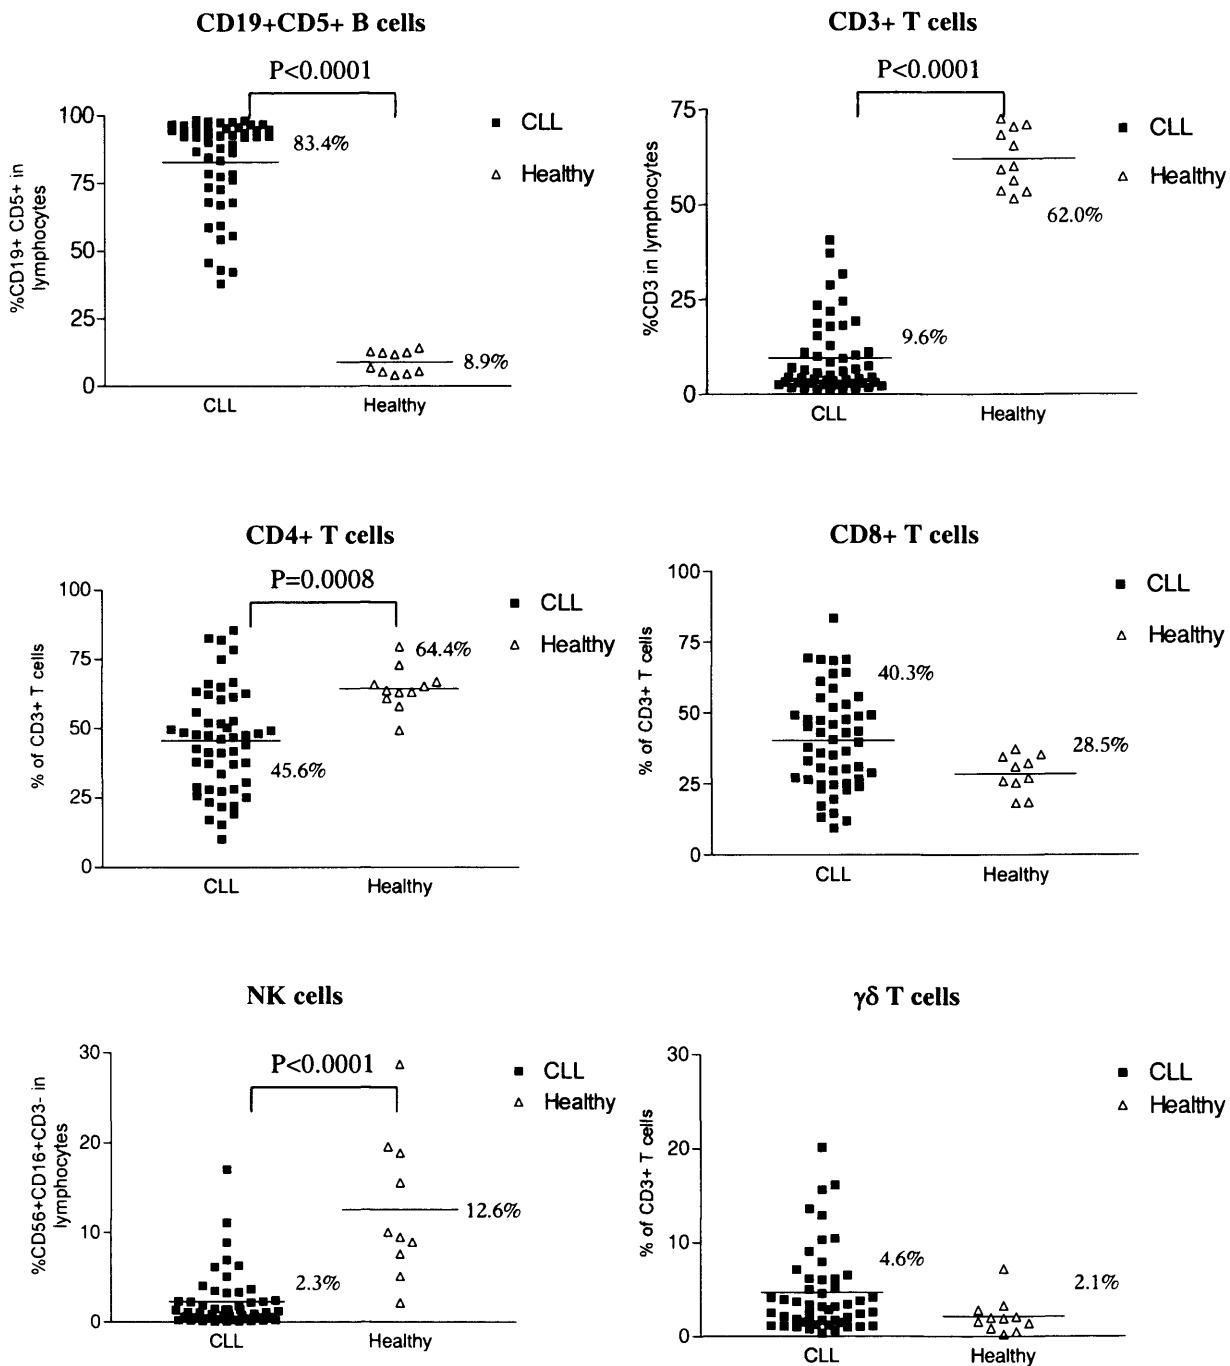 CD19+CD5+ B cells
P<0.0001
%CD19+ CD5+ in
lymphocytes
100
75
50
25
0
83.4%
8.9%
CLL
Healthy
CLL
Healthy
CD3+ T cells
P<0.0001
%CD3 in lymphocytes
75
50
25
0
62.0%
9.6%
CLL
Healthy
CLL
Healthy
CD4+ T cells
P=0.0008
% of CD3+ T cells
100
75
50
25
0
64.4%
45.6%
CLL
Healthy
CLL
Healthy
CD8+ T cells
% of CD3+ T cells
100
75
50
25
0
40.3%
28.5%
CLL
Healthy
CLL
Healthy
NK cells
P<0.0001
%CD56+CD16+CD3- in
lymphocytes
30
20
10
0
12.6%
2.3%
CLL
Healthy
CLL
Healthy
γδ T cells
% of CD3+ T cells
30
20
10
0
4.6%
2.1%
CLL
Healthy
CLL
Healthy